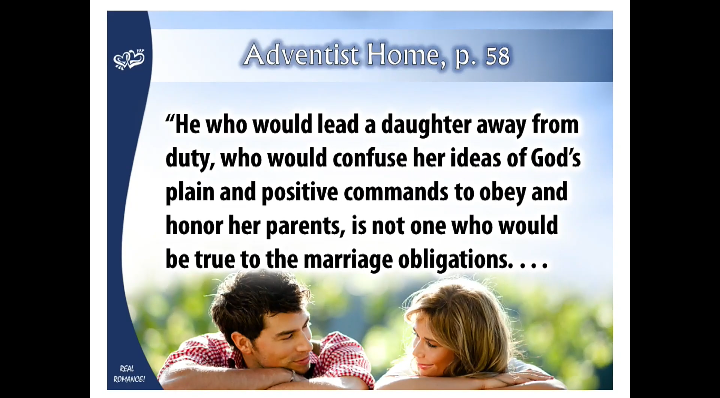 Adventist Home, p. 58
“He who would lead a daughter away from
duty, who would confuse her ideas of God’s
plain and positive commands to obey and
honor her parents, is not one who would
be true to the marriage obligations. . . .
REAL
ROMANCE!